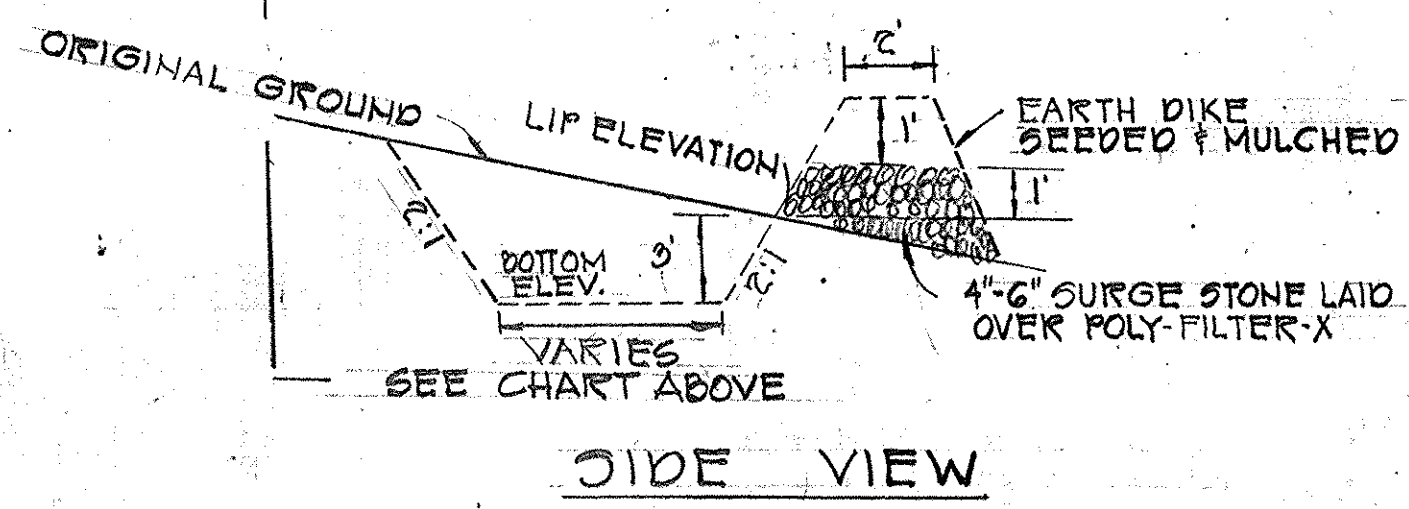 2'
ORIGINAL GROUND
LIP ELEVATION
1'
EARTH DIKE
SEEDED & MULCHED
1'
2:1
BOTTOM
ELEV.
3'
2:1
4"-6" SURGE STONE LAID
OVER POLY-FILTER-X
VARIES
SEE CHART ABOVE
SIDE VIEW